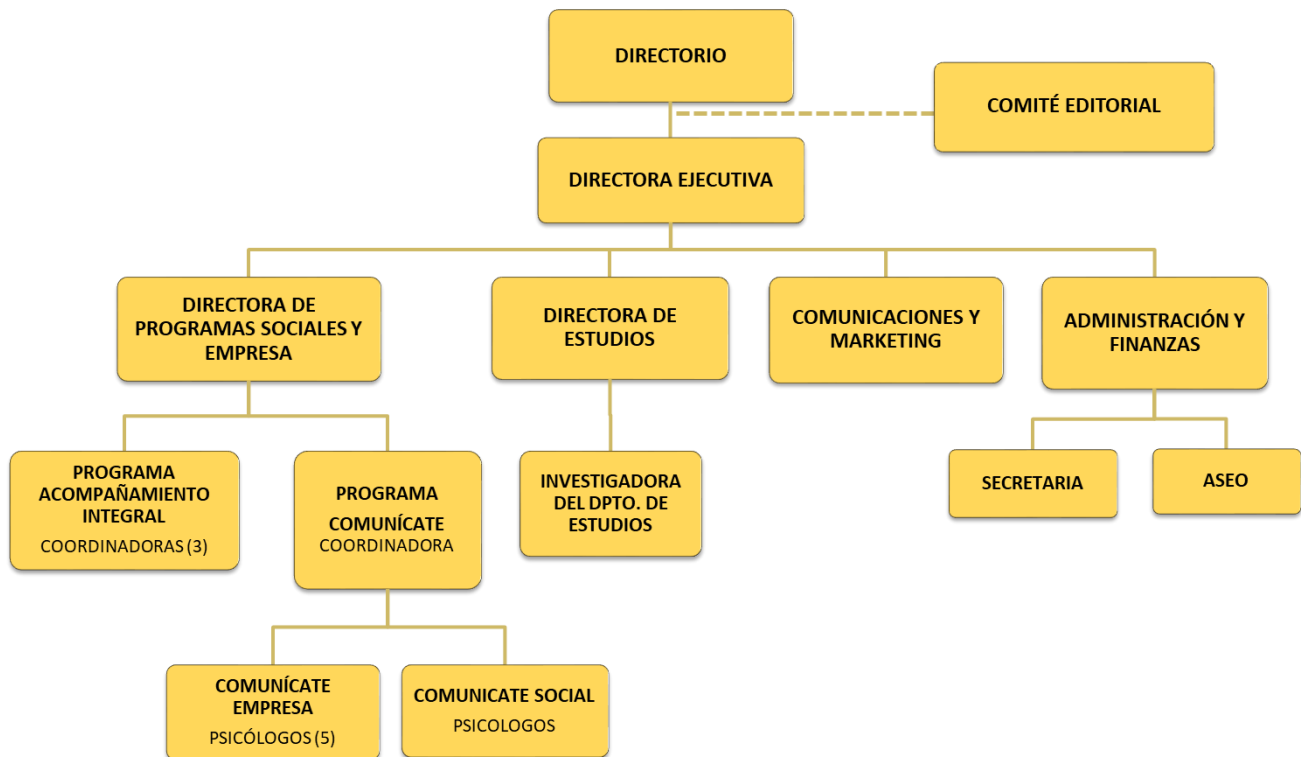 DIRECTORIO
COMITÉ EDITORIAL
DIRECTORA EJECUTIVA
DIRECTORA DE
PROGRAMAS SOCIALES Y
EMPRESA
DIRECTORA DE
ESTUDIOS
COMUNICACIONES Y
MARKETING
ADMINISTRACIÓN Y
FINANZAS
PROGRAMA
ACOMPAÑAMIENTO
INTEGRAL
COORDINADORAS (3)
PROGRAMA
COMUNÍCATE
COORDINADORA
INVESTIGADORA
DEL DPTO. DE
ESTUDIOS
SECRETARIA
ASEO
COMUNÍCATE
EMPRESA
PSICÓLOGOS (5)
COMUNICATE SOCIAL
PSICOLOGOS